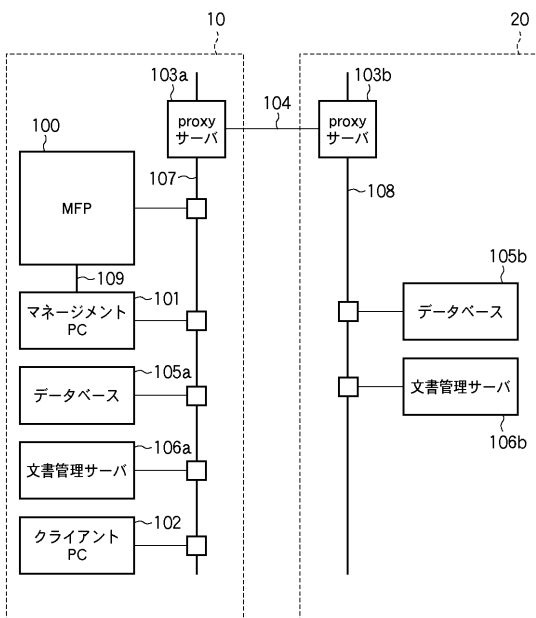 10
20
103a
103b
104
proxy
サーバ
proxy
サーバ
100
107
108
MFP
109
101
マネージメント
PC
105b
データベース
105a
データベース
文書管理サーバ
106b
106a
文書管理サーバ
102
クライアント
PC